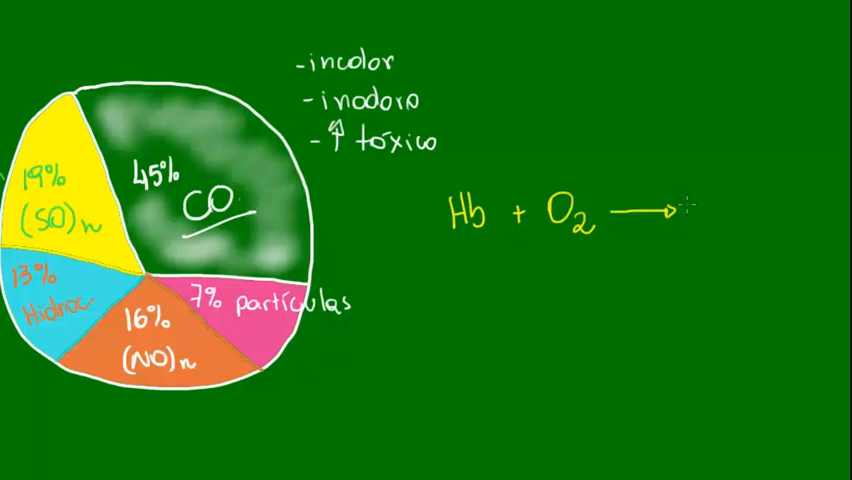 -incolor
-inodoro
-↑ tóxico
45%
CO
19%
(SO)n
13%
Hidroc.
7% partículas
16%
(NO)n
Hb + O2 →